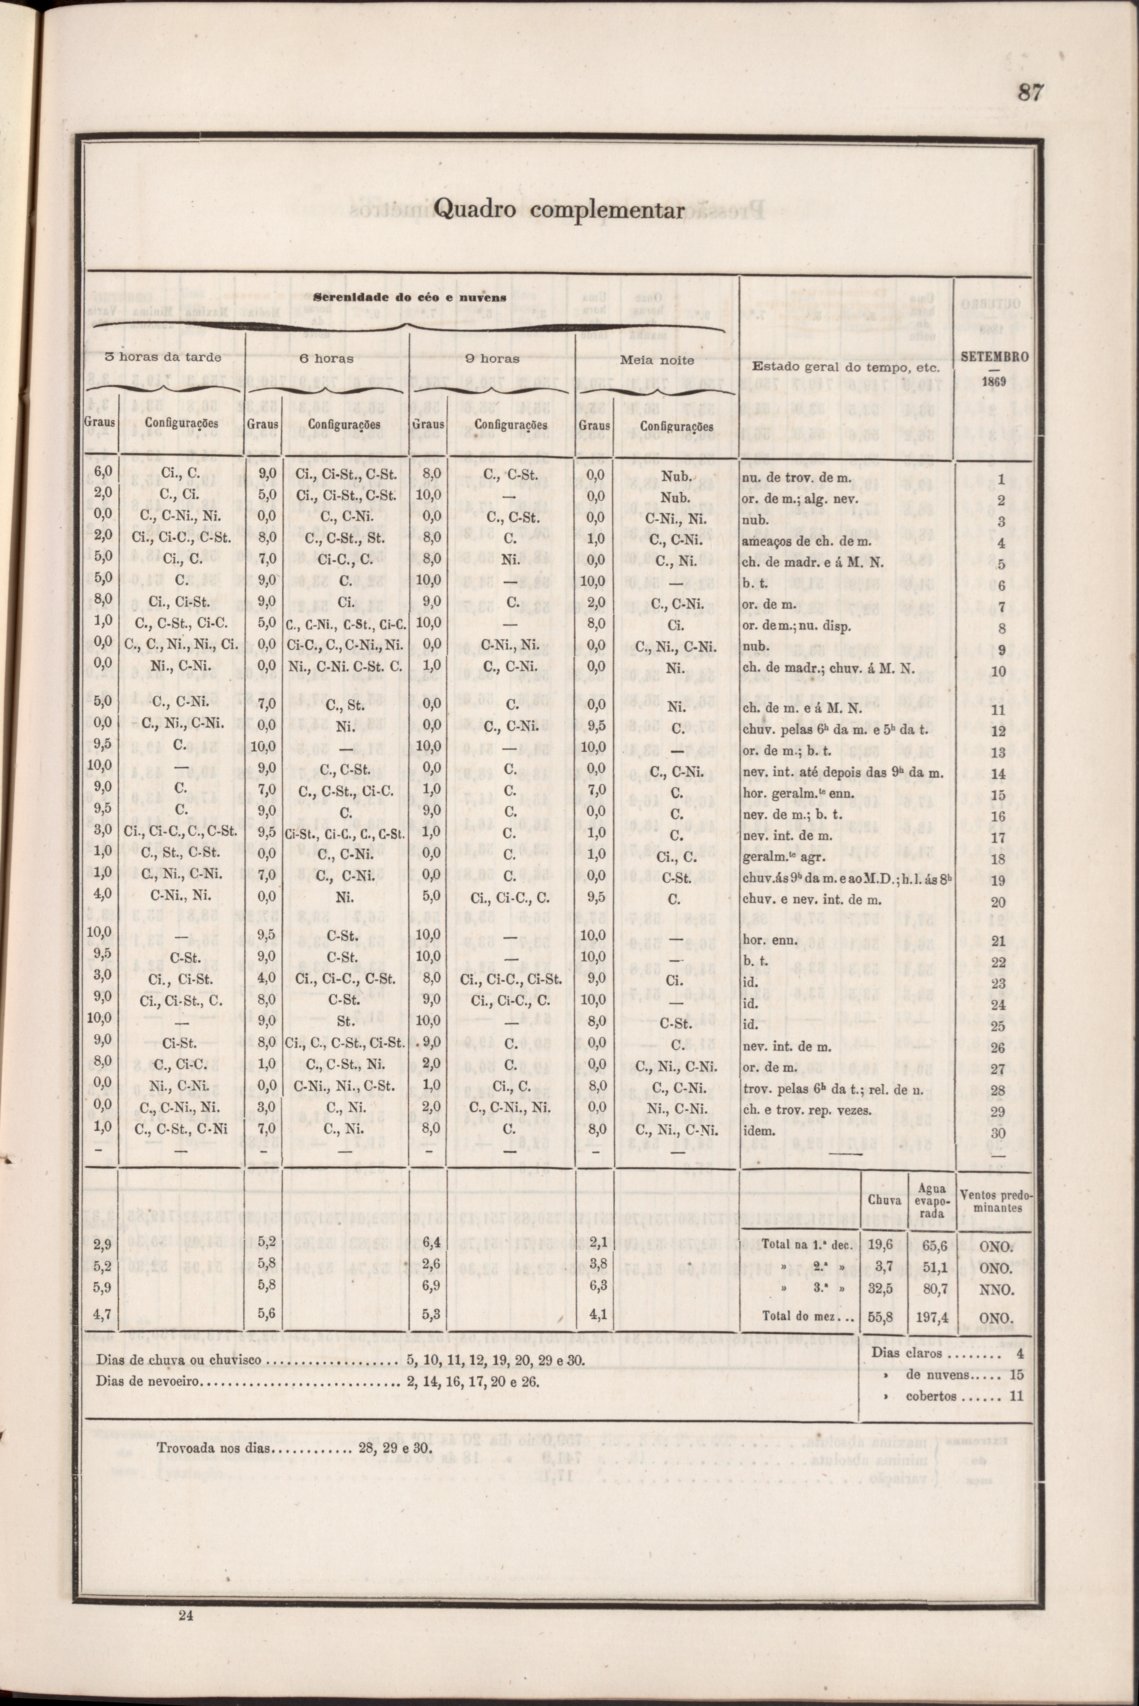 87
Quadro complementar
Serenidade do céo e nuvens
3 horas da tarde 6 horas 9 horas Meia noite Estado geral do tempo, etc. SETEMBRO
1869
Graus Configurações Graus Configurações Graus Configurações Graus Configurações
6,0 Ci., C. 9,0 Ci., Ci-St., C-St. 8,0 C., C-St. 0,0 Nub. nu. de trov. de m. 1
2,0 C., Ci. 5,0 Ci., Ci-St., C-St. 10,0 — 0,0 Nub. or. de m.; alg. nev. 2
0,0 C., C-Ni., Ni. 0,0 C., C-Ni. 0,0 C., C-St. 0,0 C-Ni., Ni. nub. 3
2,0 Ci., Ci-C., C-St. 8,0 C., C-St., St. 8,0 C. 1,0 C., C-Ni. ameaços de ch. de m. 4
5,0 Ci., C. 7,0 Ci-C., C. 8,0 Ni. 0,0 C., Ni. ch. de madr. e á M. N. 5
5,0 C. 9,0 C. 10,0 — 10,0 — b. t. 6
8,0 Ci., Ci-St. 9,0 Ci. 9,0 C. 2,0 C., C-Ni. or. de m. 7
1,0 C., C-St., Ci-C. 5,0 C., C-Ni., C-St., Ci-C. 10,0 — 8,0 Ci. or. de m.; nu. disp. 8
0,0 C., C., Ni., Ni., Ci. 0,0 Ci-C., C., C-Ni., Ni. 0,0 C-Ni., Ni. 0,0 C., Ni., C-Ni. nub. 9
0,0 Ni., C-Ni. 0,0 Ni., C-Ni. C-St. C. 1,0 C., C-Ni. 0,0 Ni. ch. de madr.; chuv. á M. N. 10
5,0 C., C-Ni. 7,0 C., St. 0,0 C. 0,0 Ni. ch. de m. e á M. N. 11
0,0 C., Ni., C-Ni. 0,0 Ni. 0,0 C., C-Ni. 9,5 C. chuv. pelas 6ʰ da m. e 5ʰ da t. 12
9,5 C. 10,0 — 10,0 — 10,0 — or. de m.; b. t. 13
10,0 — 9,0 C., C-St. 0,0 C. 0,0 C., C-Ni. nev. int. até depois das 9ʰ da m. 14
9,0 C. 7,0 C., C-St., Ci-C. 1,0 C. 7,0 C. hor. geralm.ᵗᵉ enn. 15
9,5 C. 9,0 C. 9,0 C. 0,0 C. nev. de m.; b. t. 16
3,0 Ci., Ci-C., C., C-St. 9,5 Ci-St., Ci-C., C., C-St. 1,0 C. 1,0 C. nev. int. de m. 17
1,0 C., St., C-St. 0,0 C., C-Ni. 0,0 C. 1,0 Ci., C. geralm.ᵗᵉ agr. 18
1,0 C., Ni., C-Ni. 7,0 C., C-Ni. 0,0 C. 0,0 C-St. chuv. ás 9ʰ da m. e ao M.D.; h. l. ás 8ʰ 19
4,0 C-Ni., Ni. 0,0 Ni. 5,0 Ci., Ci-C., C. 9,5 C. chuv. e nev. int. de m. 20
10,0 — 9,5 C-St. 10,0 — 10,0 — hor. enn. 21
9,5 C-St. 9,0 C-St. 10,0 — 10,0 — b. t. 22
3,0 Ci., Ci-St. 4,0 Ci., Ci-C., C-St. 8,0 Ci., Ci-C., Ci-St. 9,0 Ci. id. 23
9,0 Ci., Ci-St., C. 8,0 C-St. 9,0 Ci., Ci-C., C. 10,0 — id. 24
10,0 — 9,0 St. 10,0 — 8,0 C-St. id. 25
9,0 Ci-St. 8,0 Ci., C., C-St., Ci-St. 9,0 C. 0,0 C. nev. int. de m. 26
8,0 C., Ci-C. 1,0 C., C-St., Ni. 2,0 C. 0,0 C., Ni., C-Ni. or. de m. 27
0,0 Ni., C-Ni. 0,0 C-Ni., Ni., C-St. 1,0 Ci., C. 8,0 C., C-Ni. trov. pelas 6ʰ da t.; rel. de n. 28
0,0 C., C-Ni., Ni. 3,0 C., Ni. 2,0 C., C-Ni., Ni. 0,0 Ni., C-Ni. ch. e trov. rep. vezes. 29
1,0 C., C-St., C-Ni 7,0 C., Ni. 8,0 C. 8,0 C., Ni., C-Ni. idem. 30
– — – — – — – — — —
Chuva Agua evapo-rada Ventos predo-minantes
2,9 5,2 6,4 2,1 Total na 1.ª dec. 19,6 65,6 ONO.
5,2 5,8 2,6 3,8 » 2.ª » 3,7 51,1 ONO.
5,9 5,8 6,9 6,3 » 3.ª » 32,5 80,7 NNO.
4,7 5,6 5,3 4,1 Total do mez... 55,8 197,4 ONO.
Dias de chuva ou chuvisco ................... 5, 10, 11, 12, 19, 20, 29 e 30.
Dias de nevoeiro............................. 2, 14, 16, 17, 20 e 26.
Dias claros ........ 4
» de nuvens..... 15
» cobertos ...... 11
Trovoada nos dias............ 28, 29 e 30.
24